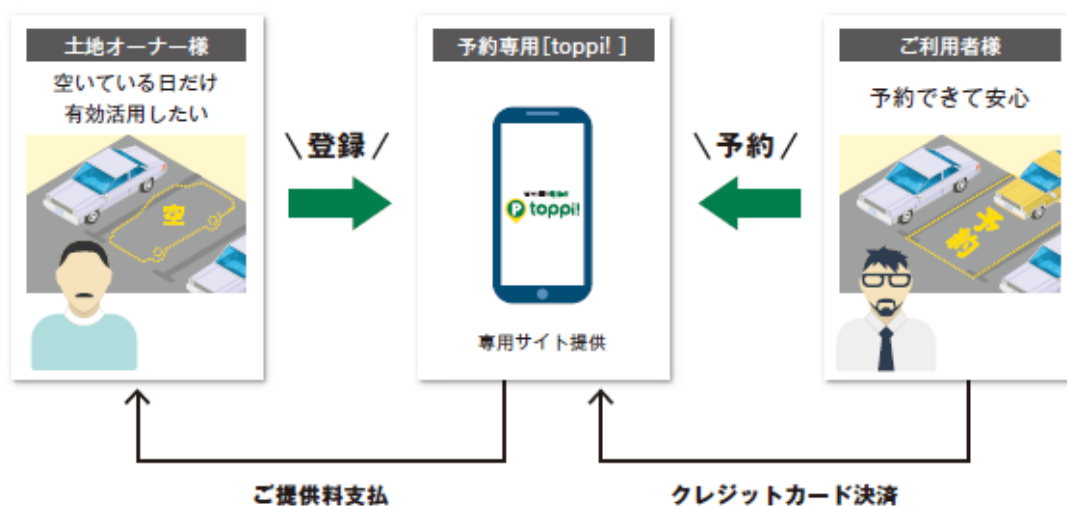 土地オーナー様
空いている日だけ
有効活用したい
空
\登録/
予約専用[toppi! ]
P toppi!
専用サイト提供
\予約/
ご利用者様
予約できて安心
予約
ご提供料支払
クレジットカード決済